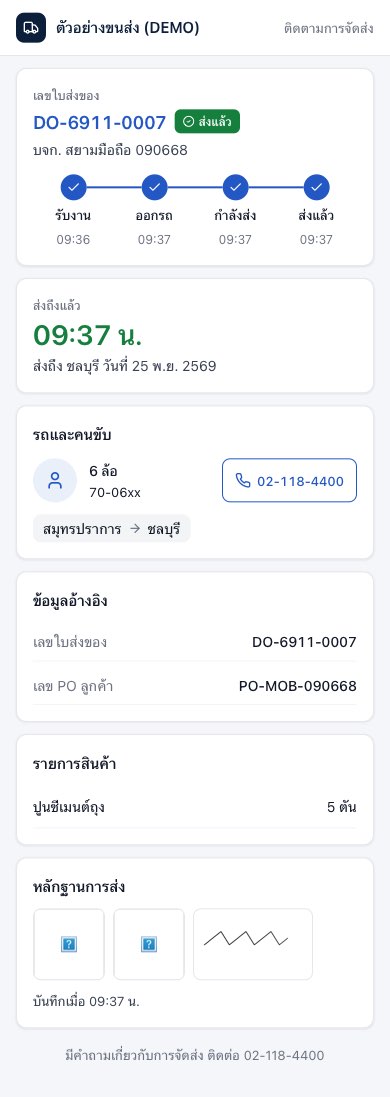 ตัวอย่างขนส่ง (DEMO)
ติดตามการจัดส่ง
เลขใบส่งของ
DO-6911-0007 ส่งแล้ว
บจก. สยามมือถือ 090668
รับงาน ออกรถ กำลังส่ง ส่งแล้ว
09:36 09:37 09:37 09:37
ส่งถึงแล้ว
09:37 น.
ส่งถึง ชลบุรี วันที่ 25 พ.ย. 2569
รถและคนขับ
6 ล้อ
70-06xx
02-118-4400
สมุทรปราการ → ชลบุรี
ข้อมูลอ้างอิง
เลขใบส่งของ DO-6911-0007
เลข PO ลูกค้า PO-MOB-090668
รายการสินค้า
ปูนซีเมนต์ถุง 5 ตัน
หลักฐานการส่ง
บันทึกเมื่อ 09:37 น.
มีคำถามเกี่ยวกับการจัดส่ง ติดต่อ 02-118-4400